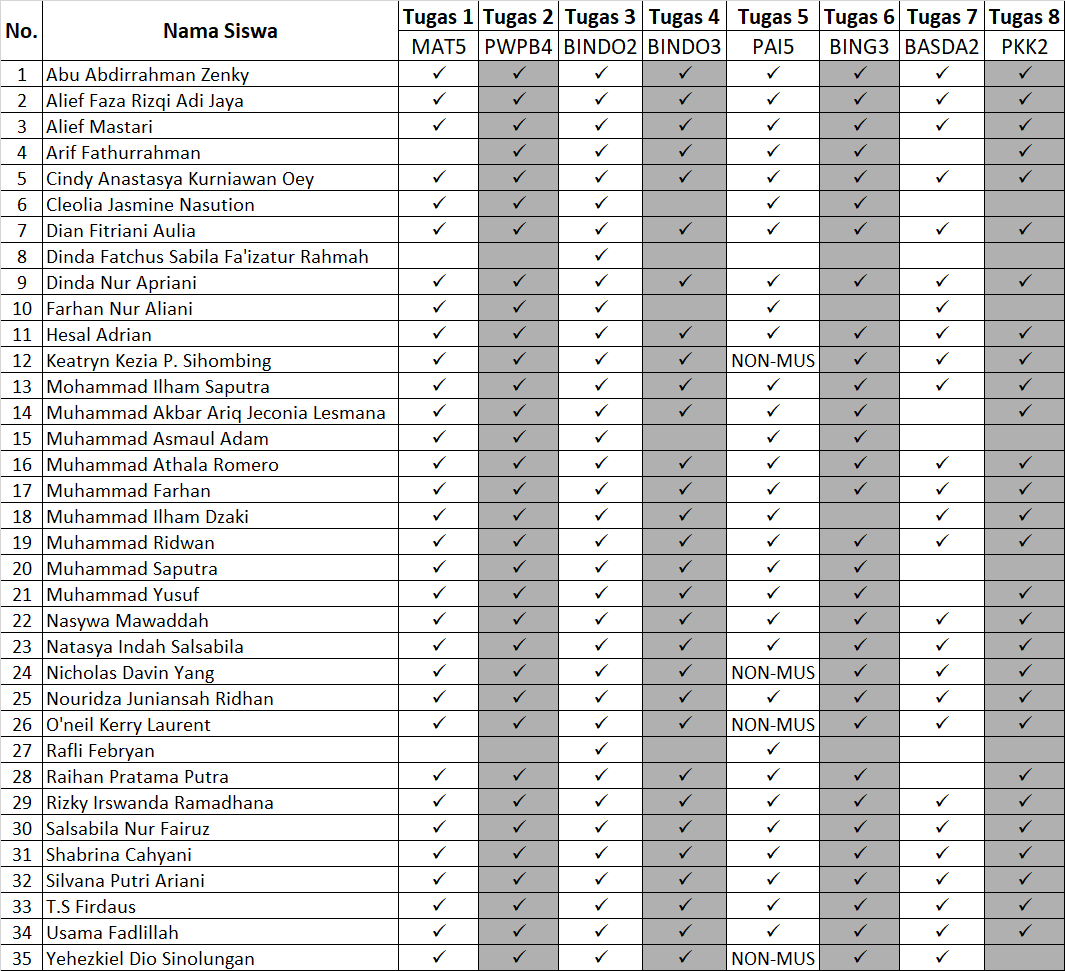 No. Nama Siswa Tugas 1 Tugas 2 Tugas 3 Tugas 4 Tugas 5 Tugas 6 Tugas 7 Tugas 8
MAT5 PWPB4 BINDO2 BINDO3 PAI5 BING3 BASDA2 PKK2
1 Abu Abdirrahman Zenky ✓ ✓ ✓ ✓ ✓ ✓ ✓ ✓
2 Alief Faza Rizqi Adi Jaya ✓ ✓ ✓ ✓ ✓ ✓ ✓ ✓
3 Alief Mastari ✓ ✓ ✓ ✓ ✓ ✓ ✓ ✓
4 Arif Fathurrahman ✓ ✓ ✓ ✓ ✓ ✓
5 Cindy Anastasya Kurniawan Oey ✓ ✓ ✓ ✓ ✓ ✓ ✓ ✓
6 Cleolia Jasmine Nasution ✓ ✓ ✓ ✓ ✓
7 Dian Fitriani Aulia ✓ ✓ ✓ ✓ ✓ ✓ ✓ ✓
8 Dinda Fatchus Sabila Fa'izatur Rahmah ✓
9 Dinda Nur Apriani ✓ ✓ ✓ ✓ ✓ ✓ ✓ ✓
10 Farhan Nur Aliani ✓ ✓ ✓ ✓ ✓
11 Hesal Adrian ✓ ✓ ✓ ✓ ✓ ✓ ✓ ✓
12 Keatryn Kezia P. Sihombing ✓ ✓ ✓ ✓ NON-MUS ✓ ✓ ✓
13 Mohammad Ilham Saputra ✓ ✓ ✓ ✓ ✓ ✓ ✓ ✓
14 Muhammad Akbar Ariq Jeconia Lesmana ✓ ✓ ✓ ✓ ✓ ✓ ✓
15 Muhammad Asmaul Adam ✓ ✓ ✓ ✓ ✓
16 Muhammad Athala Romero ✓ ✓ ✓ ✓ ✓ ✓ ✓ ✓
17 Muhammad Farhan ✓ ✓ ✓ ✓ ✓ ✓ ✓ ✓
18 Muhammad Ilham Dzaki ✓ ✓ ✓ ✓ ✓ ✓ ✓
19 Muhammad Ridwan ✓ ✓ ✓ ✓ ✓ ✓ ✓ ✓
20 Muhammad Saputra ✓ ✓ ✓ ✓ ✓ ✓
21 Muhammad Yusuf ✓ ✓ ✓ ✓ ✓ ✓ ✓
22 Nasywa Mawaddah ✓ ✓ ✓ ✓ ✓ ✓ ✓ ✓
23 Natasya Indah Salsabila ✓ ✓ ✓ ✓ ✓ ✓ ✓ ✓
24 Nicholas Davin Yang ✓ ✓ ✓ ✓ NON-MUS ✓ ✓ ✓
25 Nouridza Juniansah Ridhan ✓ ✓ ✓ ✓ ✓ ✓ ✓ ✓
26 O'neil Kerry Laurent ✓ ✓ ✓ ✓ NON-MUS ✓ ✓ ✓
27 Rafli Febryan ✓ ✓
28 Raihan Pratama Putra ✓ ✓ ✓ ✓ ✓ ✓ ✓
29 Rizky Irswanda Ramadhana ✓ ✓ ✓ ✓ ✓ ✓ ✓ ✓
30 Salsabila Nur Fairuz ✓ ✓ ✓ ✓ ✓ ✓ ✓ ✓
31 Shabrina Cahyani ✓ ✓ ✓ ✓ ✓ ✓ ✓ ✓
32 Silvana Putri Ariani ✓ ✓ ✓ ✓ ✓ ✓ ✓ ✓
33 T.S Firdaus ✓ ✓ ✓ ✓ ✓ ✓ ✓ ✓
34 Usama Fadlillah ✓ ✓ ✓ ✓ ✓ ✓ ✓ ✓
35 Yehezkiel Dio Sinolungan ✓ ✓ ✓ ✓ NON-MUS ✓ ✓